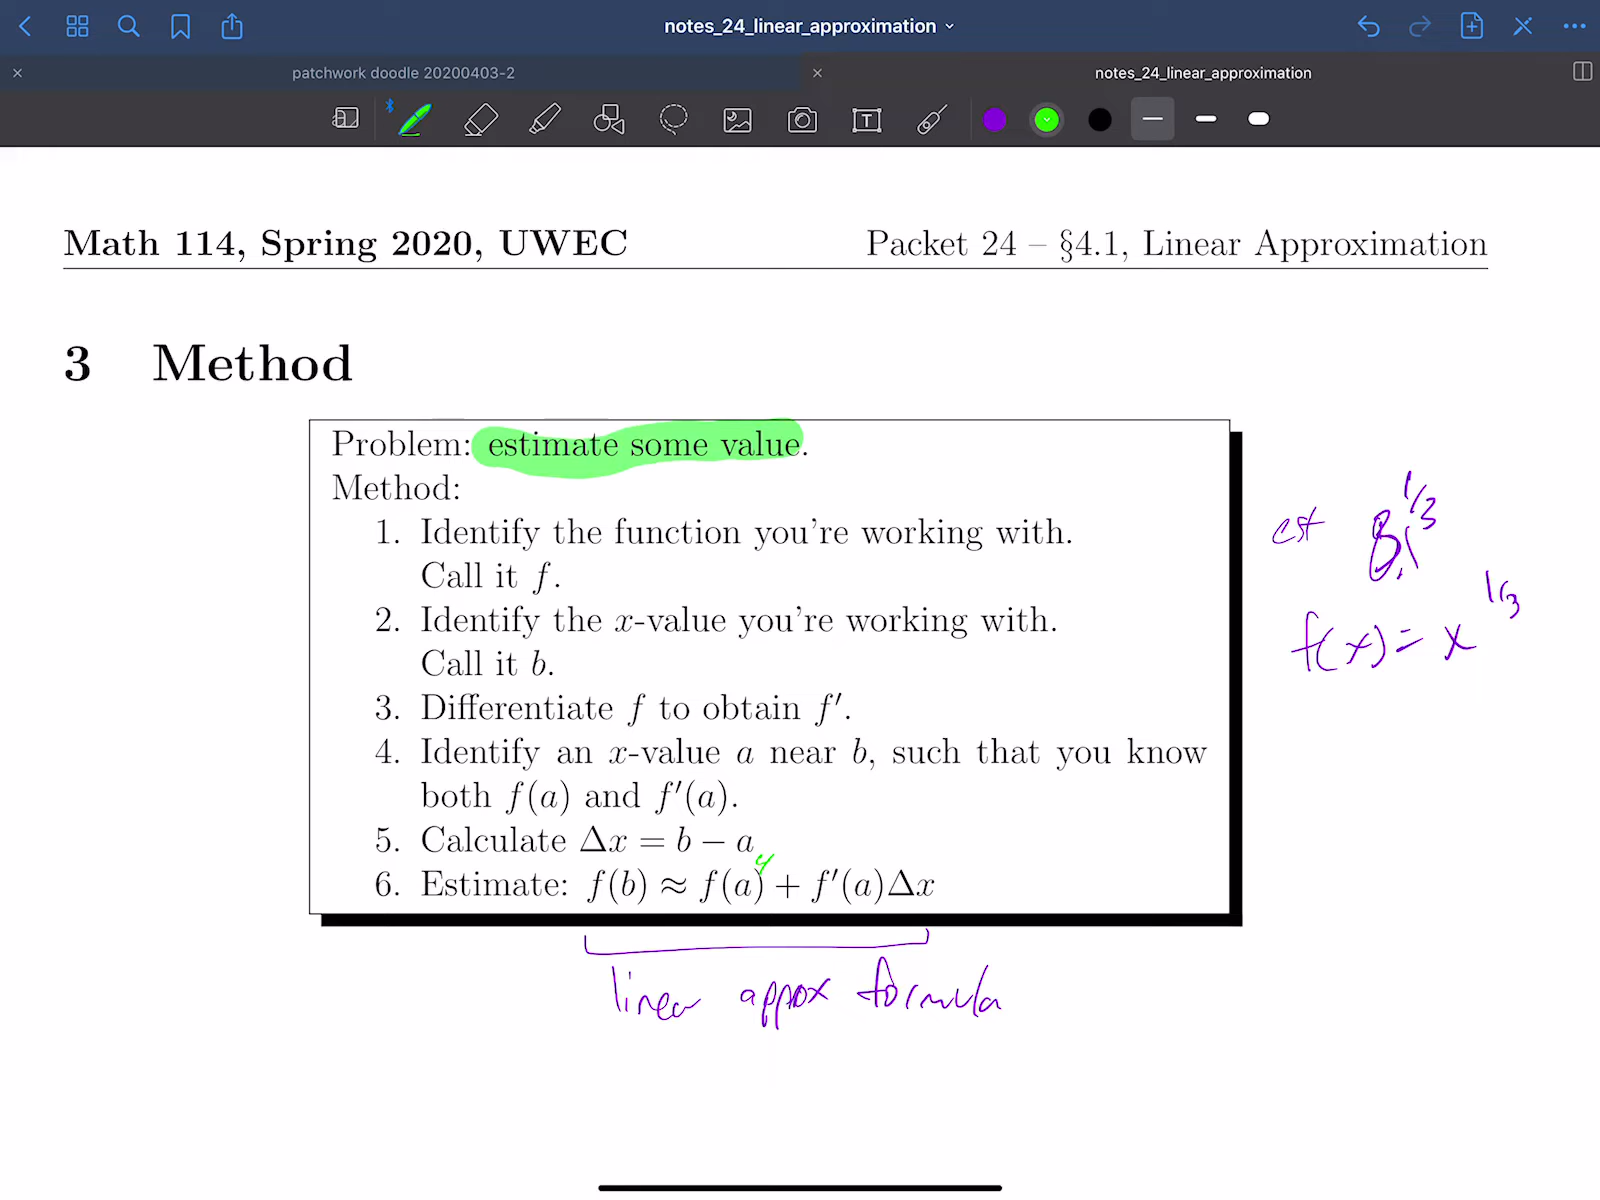 notes_24_linear_approximation
patchwork doodle 20200403-2
notes_24_linear_approximation
Math 114, Spring 2020, UWEC
Packet 24 – §4.1, Linear Approximation
3 Method
Problem: estimate some value.
Method:
1. Identify the function you're working with.
Call it f.
2. Identify the x-value you're working with.
Call it b.
3. Differentiate f to obtain f′.
4. Identify an x-value a near b, such that you know
both f(a) and f′(a).
5. Calculate Δx = b − a
6. Estimate: f(b) ≈ f(a) + f′(a)Δx
est 8.1^1/3
f(x) = x^1/3
linear appox formula